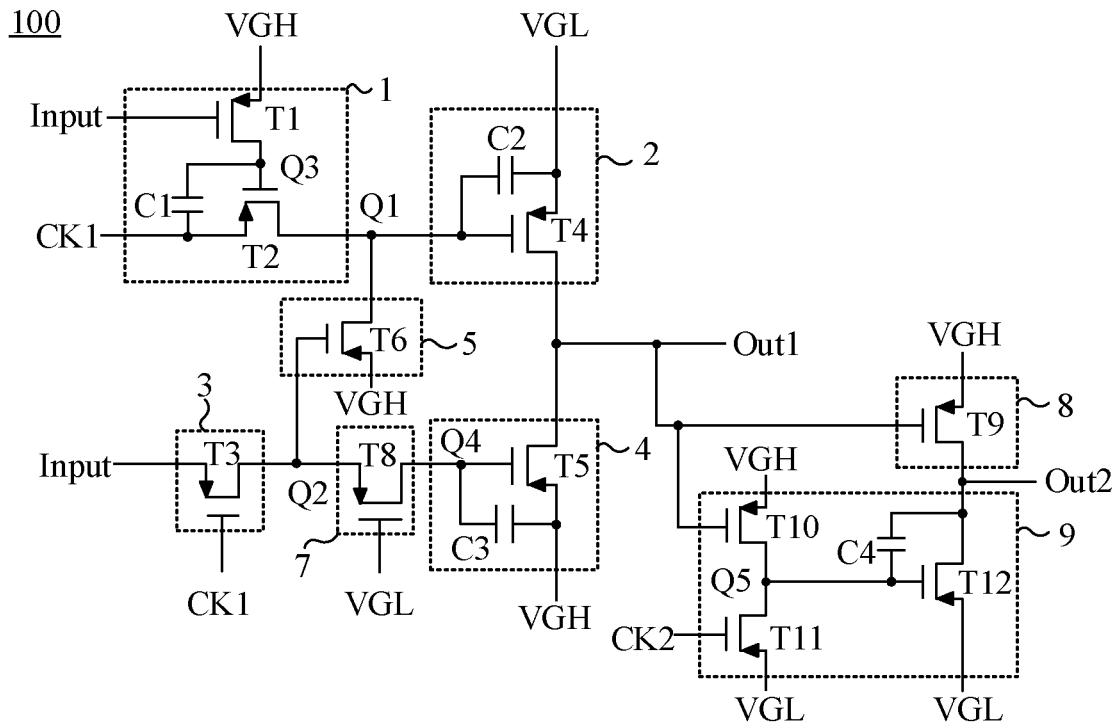 100
VGH
VGL
1
Input
T1
C2
2
Q3
C1
Q1
CK1
T2
T4
T6
5
Out1
VGH
3
VGH
8
T9
Q4
4
Input
T3
T8
T5
VGH
Q2
Out2
T10
C3
7
C4
9
Q5
T12
CK1
VGL
VGH
CK2
T11
VGL
VGL